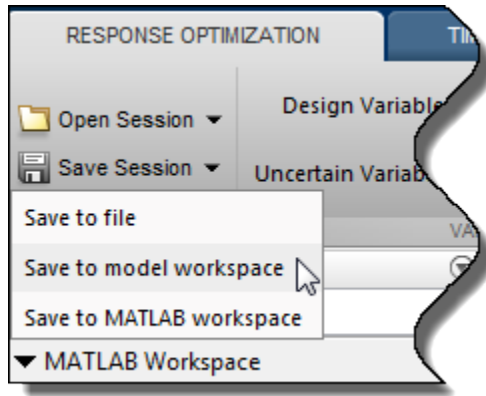 RESPONSE OPTIMIZATION
Open Session
Design Variable
Save Session
Uncertain Variab
Save to file
Save to model workspace
Save to MATLAB workspace
MATLAB Workspace